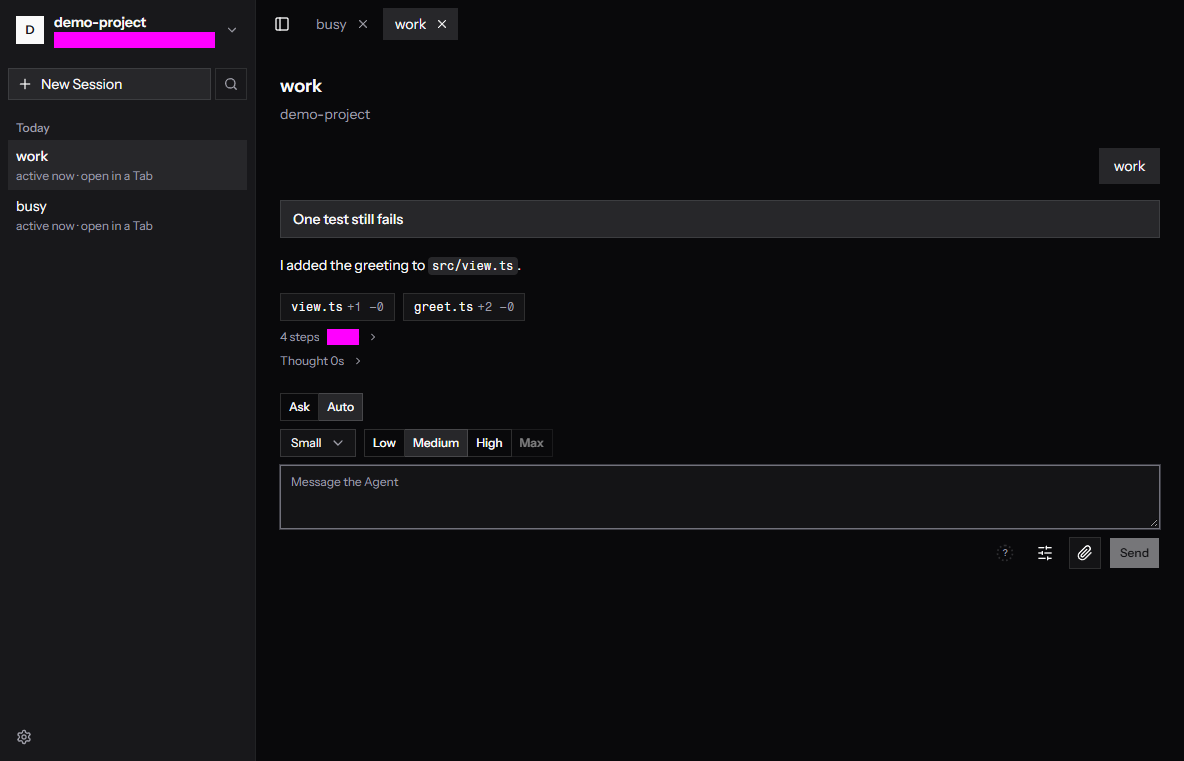 D
demo-project
New Session
Today
work
active now · open in a Tab
busy
active now · open in a Tab
busy
work
work
demo-project
work
One test still fails
I added the greeting to src/view.ts.
view.ts +1 −0 greet.ts +2 −0
4 steps
Thought 0s
Ask Auto
Small Low Medium High Max
Message the Agent
? Send